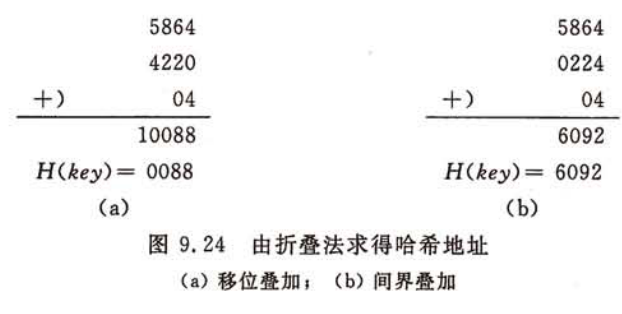 5864
4220
+) 04
10088
H(key)= 0088
(a)
5864
0224
+) 04
6092
H(key)= 6092
(b)
图 9.24 由折叠法求得哈希地址
(a) 移位叠加; (b) 间界叠加